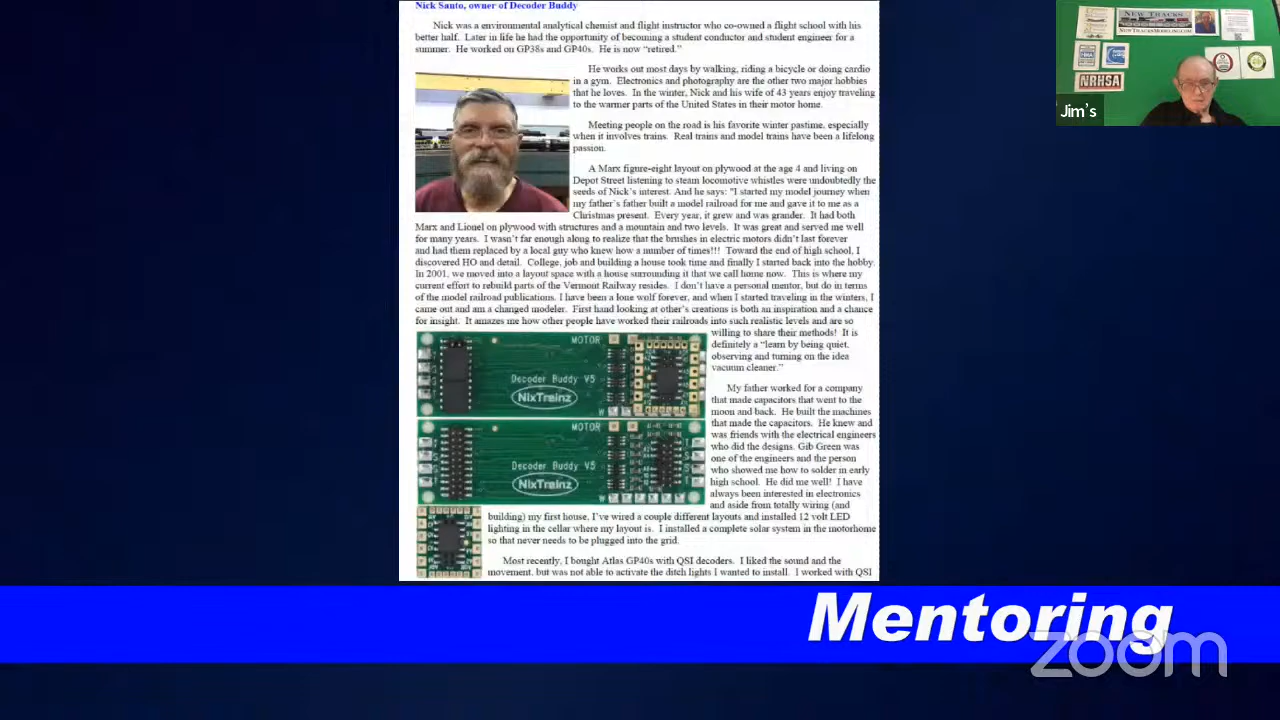 Nick Santo, owner of Decoder Buddy
Nick was a environmental analytical chemist and flight instructor who co-owned a flight school with his
better half. Later in life he had the opportunity of becoming a student conductor and student engineer for a
summer. He worked on GP38s and GP40s. He is now "retired."
He works out most days by walking, riding a bicycle or doing cardio
in a gym. Electronics and photography are the other two major hobbies
that he loves. In the winter, Nick and his wife of 43 years enjoy traveling
to the warmer parts of the United States in their motor home.
Meeting people on the road is his favorite winter pastime, especially
when it involves trains. Real trains and model trains have been a lifelong
passion.
A Marx figure-eight layout on plywood at the age 4 and living on
Depot Street listening to steam locomotive whistles were undoubtedly the
seeds of Nick's interest. And he says: "I started my model journey when
my father's father built a model railroad for me and gave it to me as a
Christmas present. Every year, it grew and was grander. It had both
Marx and Lionel on plywood with structures and a mountain and two levels. It was great and served me well
for many years. I wasn't far enough along to realize that the brushes in electric motors didn't last forever
and had them replaced by a local guy who knew how a number of times!!! Toward the end of high school, I
discovered HO and detail. College, job and building a house took time and finally I started back into the hobby.
In 2001, we moved into a layout space with a house surrounding it that we call home now. This is where my
current effort to rebuild parts of the Vermont Railway resides. I don't have a personal mentor, but do in terms
of the model railroad publications. I have been a lone wolf forever, and when I started traveling in the winters, I
came out and am a changed modeler. First hand looking at other's creations is both an inspiration and a chance
for insight. It amazes me how other people have worked their railroads into such realistic levels and are so
willing to share their methods! It is
definitely a "learn by being quiet,
observing and turning on the idea
vacuum cleaner."
My father worked for a company
that made capacitors that went to the
moon and back. He built the machines
that made the capacitors. He knew and
was friends with the electrical engineers
who did the designs. Gib Green was
one of the engineers and the person
who showed me how to solder in early
high school. He did me well! I have
always been interested in electronics
and aside from totally wiring (and
building) my first house, I've wired a couple different layouts and installed 12 volt LED
lighting in the cellar where my layout is. I installed a complete solar system in the motorhome
so that never needs to be plugged into the grid.
Most recently, I bought Atlas GP40s with QSI decoders. I liked the sound and the
movement, but was not able to activate the ditch lights I wanted to install. I worked with QSI
MOTOR
Decoder Buddy V5
NixTrainz
W
MOTOR
Decoder Buddy V5
NixTrainz
W
NEW TRACKS
NEWTRACKSMODELING.COM
NRHSA
Jim's
Mentoring
zoom